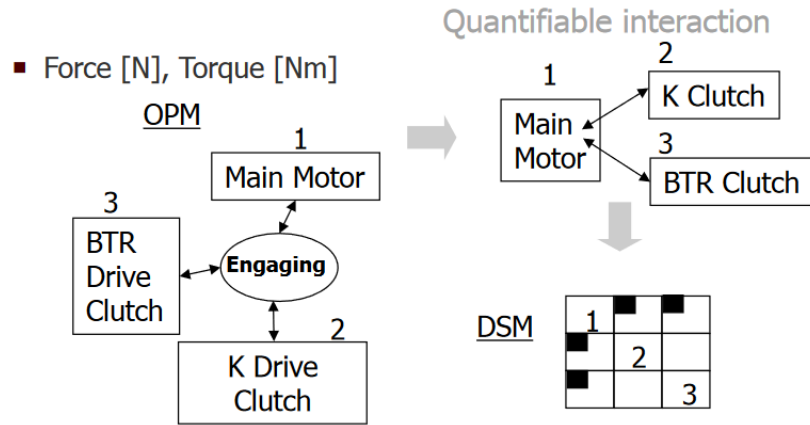 Quantifiable interaction
Force [N], Torque [Nm]
OPM
1
Main Motor
3
BTR
Drive
Clutch
Engaging
2
K Drive
Clutch
1
Main
Motor
2
K Clutch
3
BTR Clutch
DSM
1
2
3